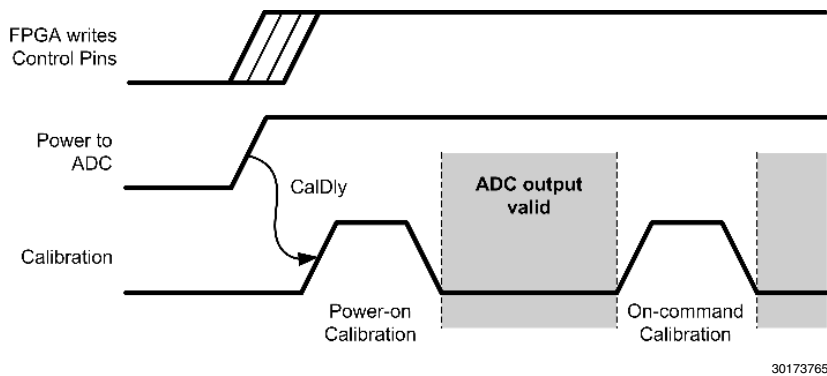 FPGA writes
Control Pins
Power to
ADC
CalDly
ADC output
valid
Calibration
Power-on
Calibration
On-command
Calibration
30173765